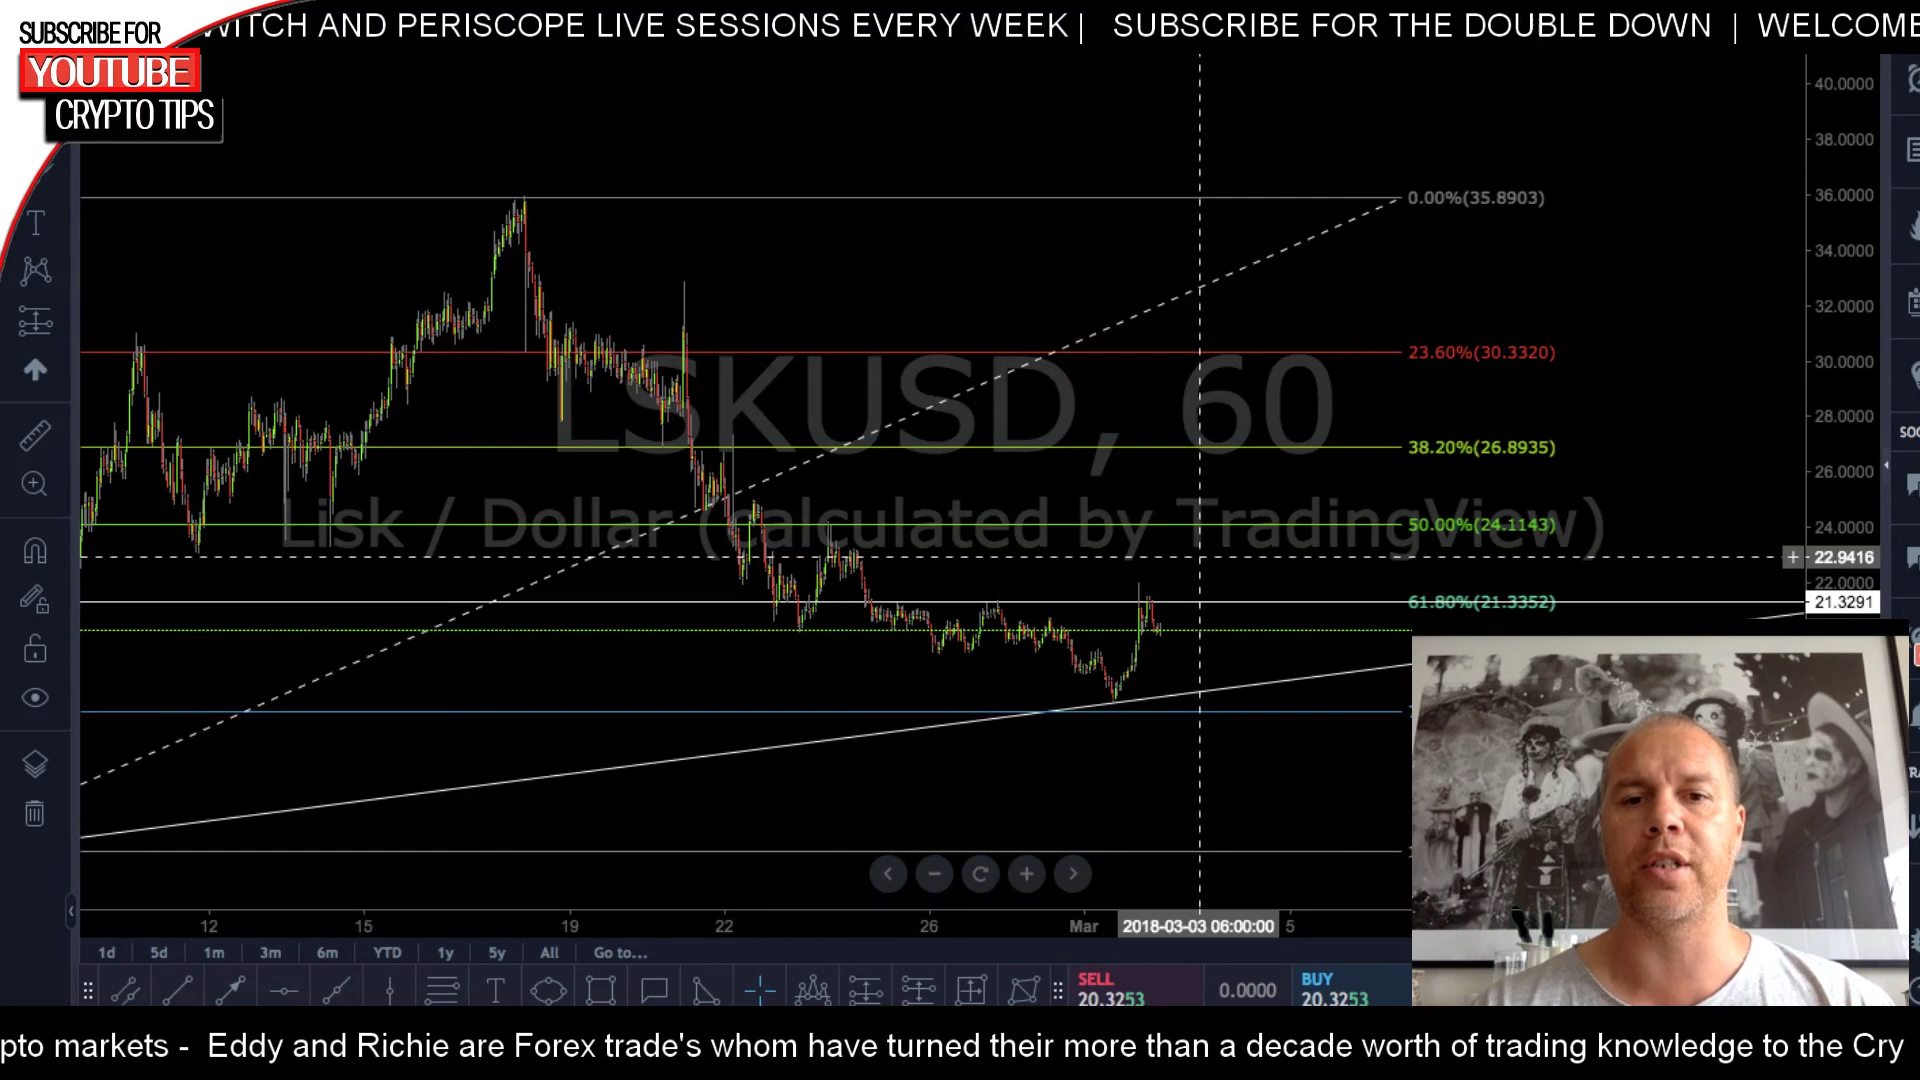 WITCH AND PERISCOPE LIVE SESSIONS EVERY WEEK | SUBSCRIBE FOR THE DOUBLE DOWN | WELCOME
SUBSCRIBE FOR
YOUTUBE
CRYPTO TIPS
40.0000
38.0000
36.0000
0.00%(35.8903)
34.0000
32.0000
30.0000
23.60%(30.3320)
LSKUSD, 60
28.0000
38.20%(26.8935)
26.0000
Lisk / Dollar (calculated by TradingView)
50.00%(24.1143)
24.0000
22.9416
22.0000
61.80%(21.3352)
21.3291
12 15 19 22 26 Mar 2018-03-03 06:00:00 5
1d 5d 1m 3m 6m YTD 1y 5y All Go to...
SELL
20.3253
0.0000
BUY
20.3253
pto markets - Eddy and Richie are Forex trade's whom have turned their more than a decade worth of trading knowledge to the Cry